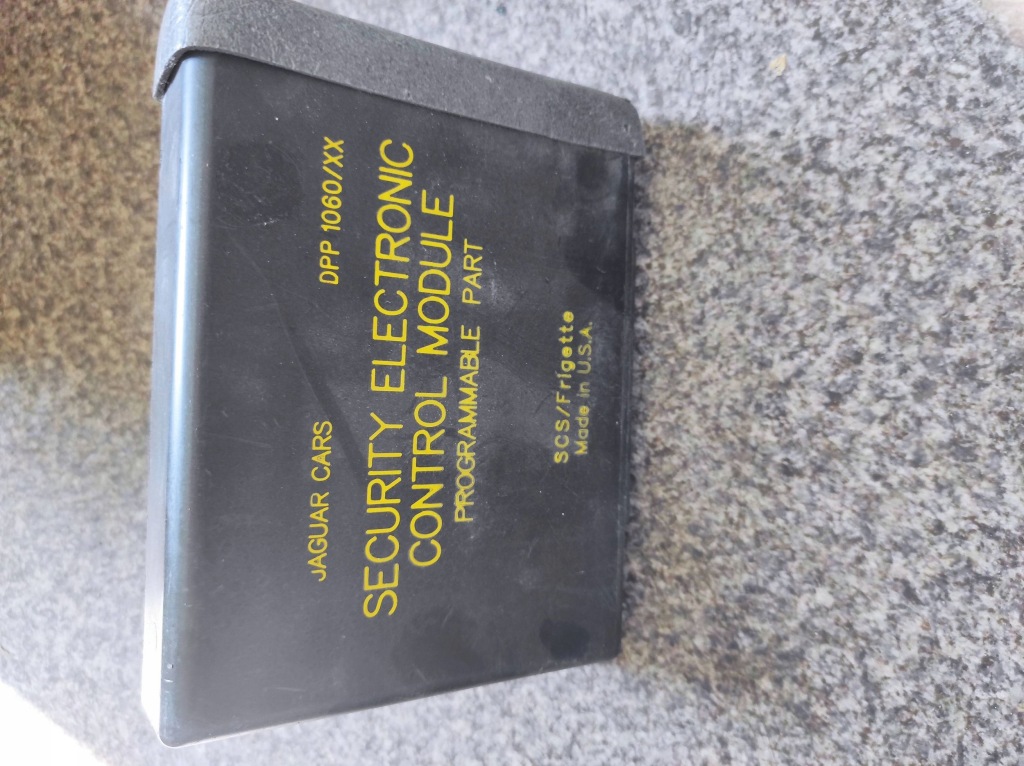 JAGUAR CARS DPP 1060/XX
SECURITY ELECTRONIC
CONTROL MODULE
PROGRAMMABLE PART
SCS/Frigette
Made in U.S.A.